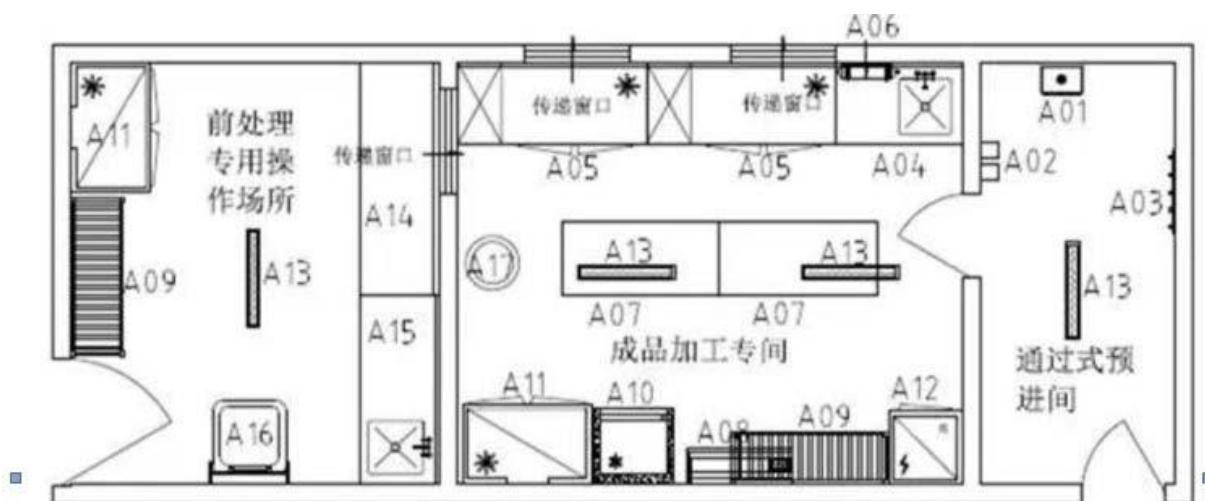 A06
A11
前处理
专用操
作场所
传递窗口
传递窗口
传递窗口
A05
A05
A04
A01
A02
A03
A14
A09
A13
A17
A13
A13
A13
A07
A07
A15
成品加工专间
通过式预
进间
A16
A11
A10
A08
A09
A12